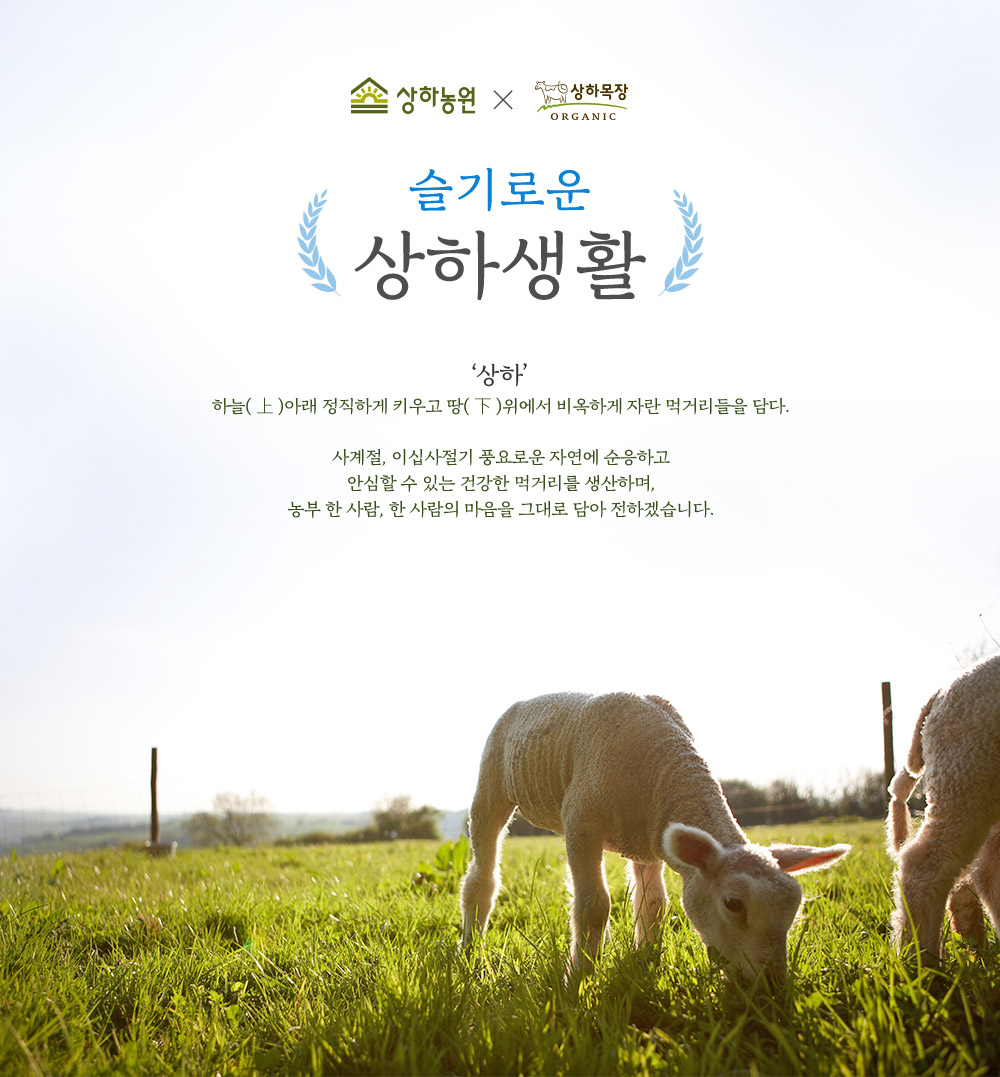 상하농원 × 상하목장
ORGANIC
슬기로운
상하생활
‘상하’
하늘( 上 )아래 정직하게 키우고 땅( 下 )위에서 비옥하게 자란 먹거리들을 담다.
사계절, 이십사절기 풍요로운 자연에 순응하고
안심할 수 있는 건강한 먹거리를 생산하며,
농부 한 사람, 한 사람의 마음을 그대로 담아 전하겠습니다.